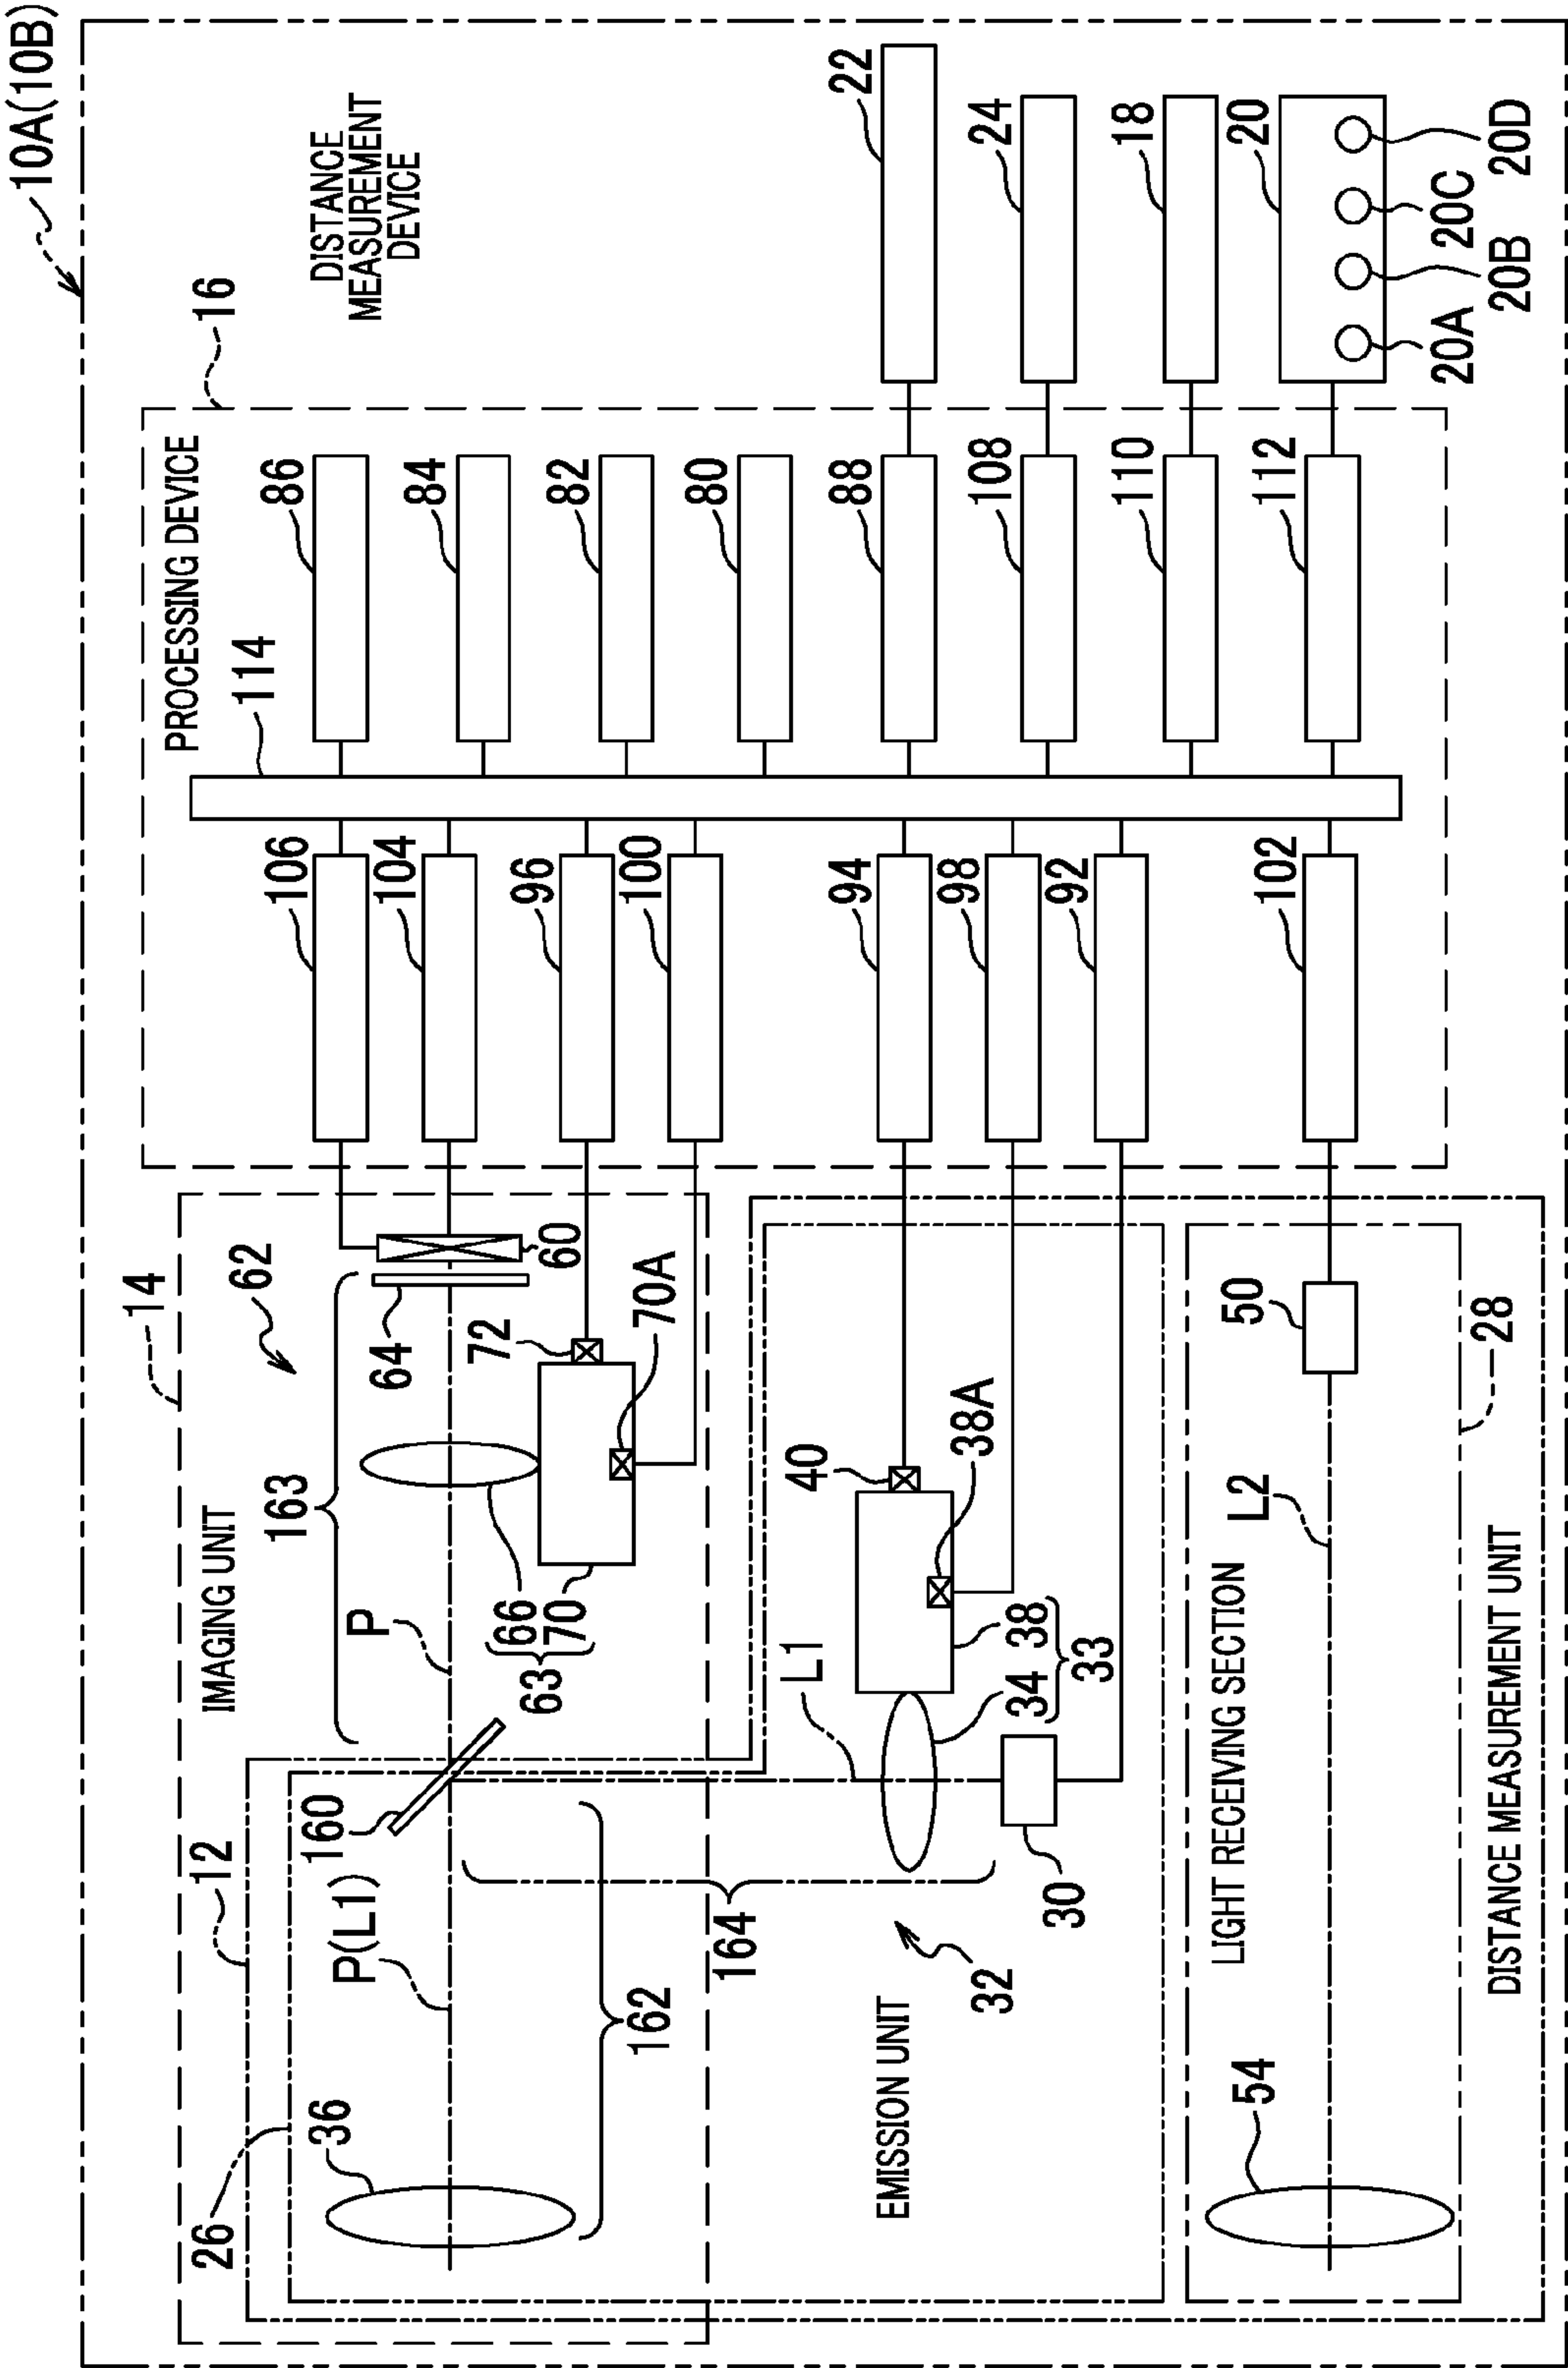 10A(10B)
DISTANCE
MEASUREMENT
DEVICE
16
PROCESSING DEVICE
22
24
18
20
20A
20B
20C
20D
86
84
82
80
88
108
110
112
114
106
104
96
100
94
98
92
102
14
IMAGING UNIT
62
163
64
60
72
70A
P
66
70
63
160
12
P(L1)
162
164
36
26
40
38A
L1
34
38
33
30
32
EMISSION UNIT
50
28
L2
LIGHT RECEIVING SECTION
54
DISTANCE MEASUREMENT UNIT